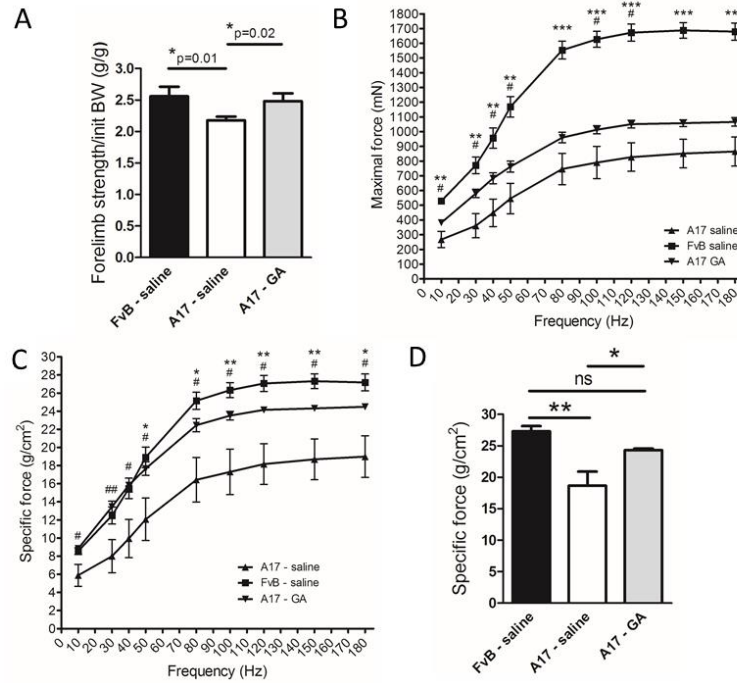 A
*p=0.02
*p=0.01
Forelimb strength/init BW (g/g)
3.0
2.5
2.0
1.5
1.0
0.5
0.0
FvB - saline
A17 - saline
A17 - GA
B
Maximal force (mN)
1800
1700
1600
1500
1400
1300
1200
1100
1000
900
800
700
600
500
400
300
200
100
0
** ** ** ** *** *** *** *** **
# # # # # #
A17 saline
FvB saline
A17 GA
0 10 20 30 40 50 60 70 80 90 100 110 120 130 140 150 160 170 180
Frequency (Hz)
C
Specific force (g/cm²)
30
28
26
24
22
20
18
16
14
12
10
8
6
4
2
0
* * ** ** ** *
# ## # # # # # # #
A17 - saline
FvB - saline
A17 - GA
0 10 20 30 40 50 60 70 80 90 100 110 120 130 140 150 160 170 180
Frequency (Hz)
D
*
ns
**
Specific force (g/cm²)
30
25
20
15
10
5
0
FvB - saline
A17 - saline
A17 - GA